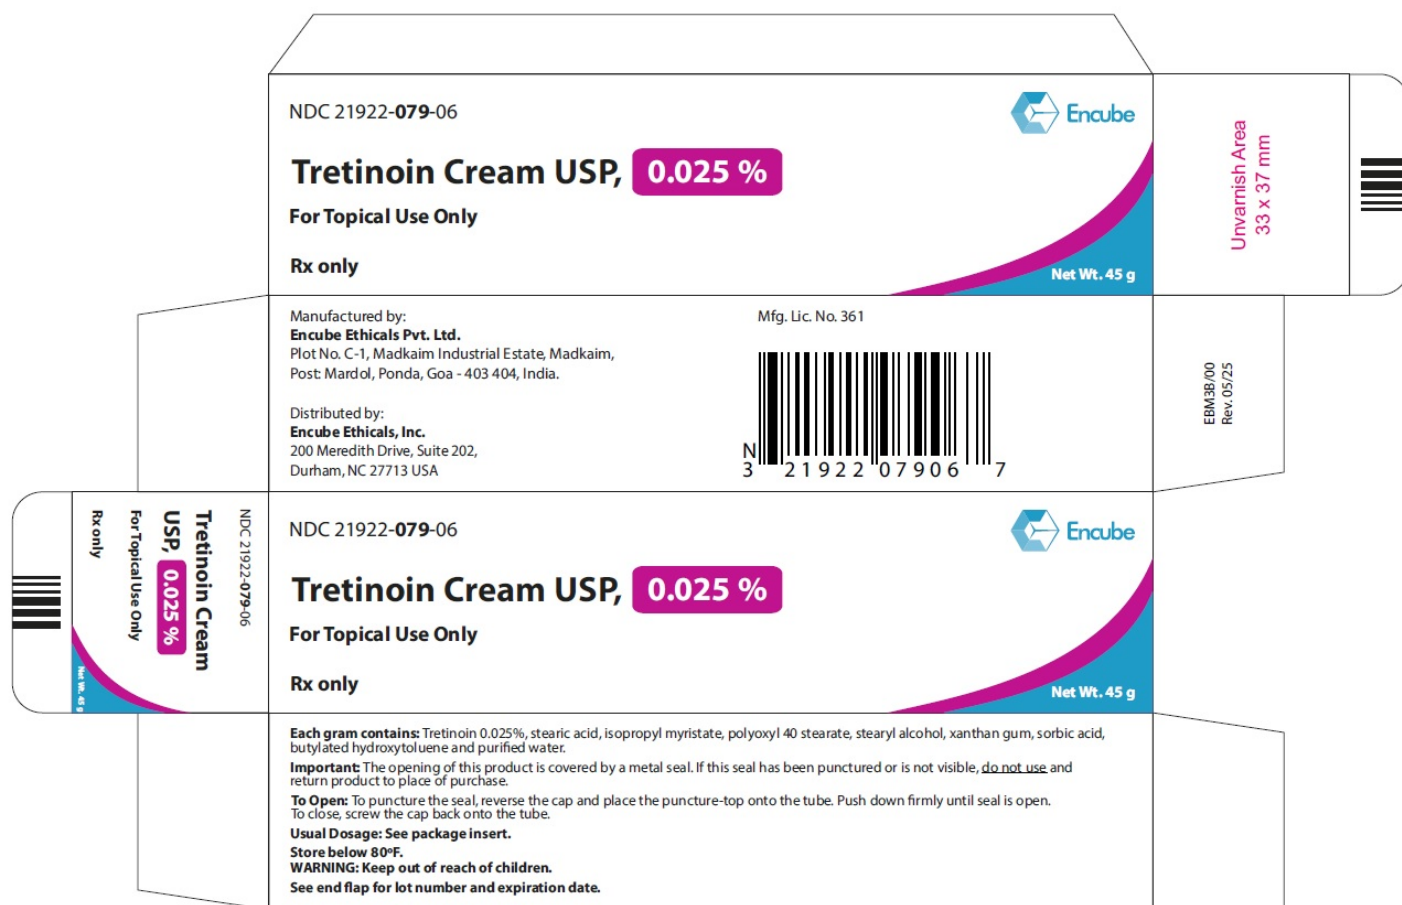 NDC 21922-079-06
Encube
Tretinoin Cream USP, 0.025 %
For Topical Use Only
Rx only
Net Wt. 45 g
Unvarnish Area
33 x 37 mm
Manufactured by:
Encube Ethicals Pvt. Ltd.
Plot No. C-1, Madkaim Industrial Estate, Madkaim,
Post: Mardol, Ponda, Goa - 403 404, India.
Distributed by:
Encube Ethicals, Inc.
200 Meredith Drive, Suite 202,
Durham, NC 27713 USA
Mfg. Lic. No. 361
N
3 21922 07906 7
EBM3B/00
Rev. 05/25
NDC 21922-079-06
Tretinoin Cream
USP, 0.025 %
For Topical Use Only
Rx only
Net Wt. 45 g
NDC 21922-079-06
Encube
Tretinoin Cream USP, 0.025 %
For Topical Use Only
Rx only
Net Wt. 45 g
Each gram contains: Tretinoin 0.025%, stearic acid, isopropyl myristate, polyoxyl 40 stearate, stearyl alcohol, xanthan gum, sorbic acid,
butylated hydroxytoluene and purified water.
Important: The opening of this product is covered by a metal seal. If this seal has been punctured or is not visible, do not use and
return product to place of purchase.
To Open: To puncture the seal, reverse the cap and place the puncture-top onto the tube. Push down firmly until seal is open.
To close, screw the cap back onto the tube.
Usual Dosage: See package insert.
Store below 80ºF.
WARNING: Keep out of reach of children.
See end flap for lot number and expiration date.